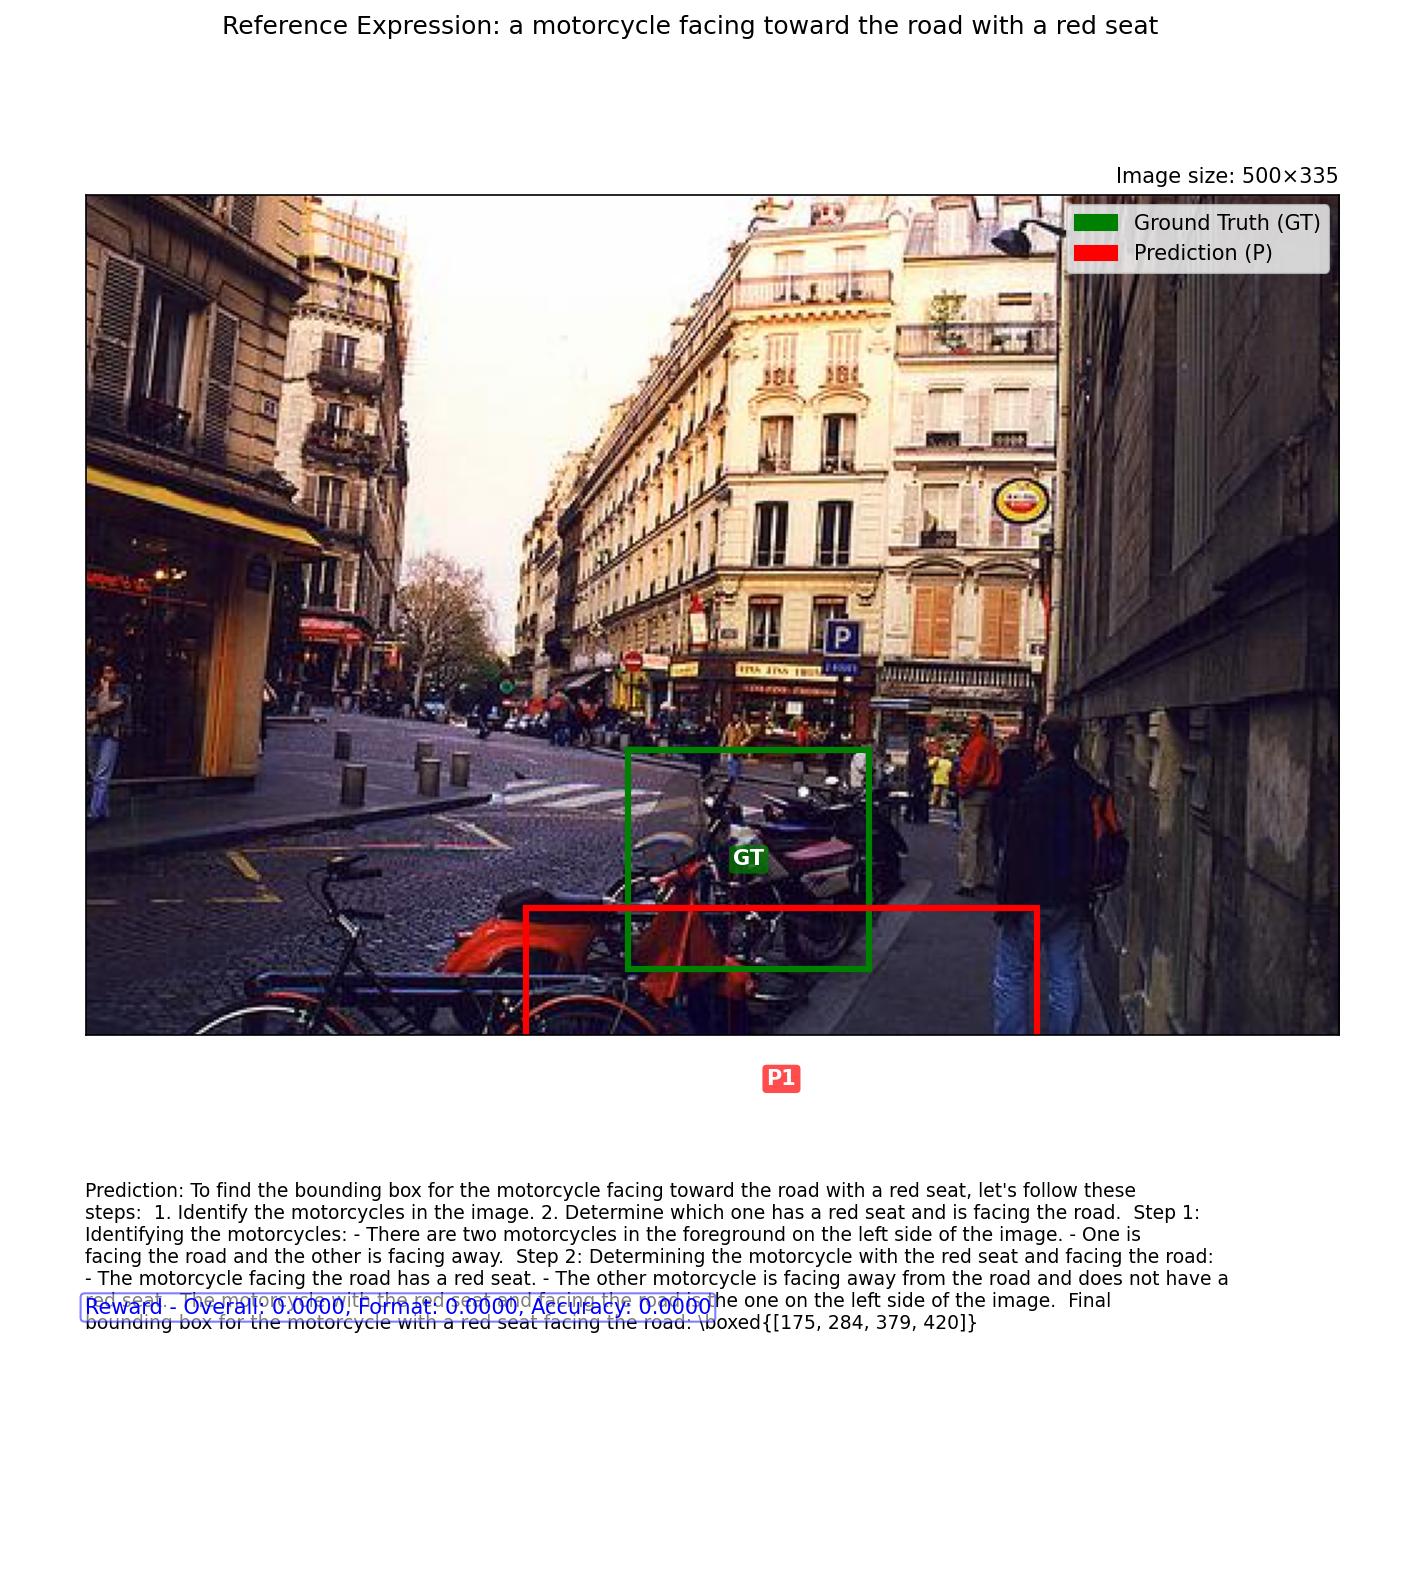 Reference Expression: a motorcycle facing toward the road with a red seat
Image size: 500×335
Ground Truth (GT)
Prediction (P)
P
GT
P1
Prediction: To find the bounding box for the motorcycle facing toward the road with a red seat, let's follow these
steps:  1. Identify the motorcycles in the image. 2. Determine which one has a red seat and is facing the road.  Step 1:
Identifying the motorcycles: - There are two motorcycles in the foreground on the left side of the image. - One is
facing the road and the other is facing away.  Step 2: Determining the motorcycle with the red seat and facing the road:
- The motorcycle facing the road has a red seat. - The other motorcycle is facing away from the road and does not have a
red seat.  The motorcycle with the red seat and facing the road is the one on the left side of the image.  Final
Reward - Overall: 0.0000, Format: 0.0000, Accuracy: 0.0000
bounding box for the motorcycle with a red seat facing the road: \boxed{[175, 284, 379, 420]}